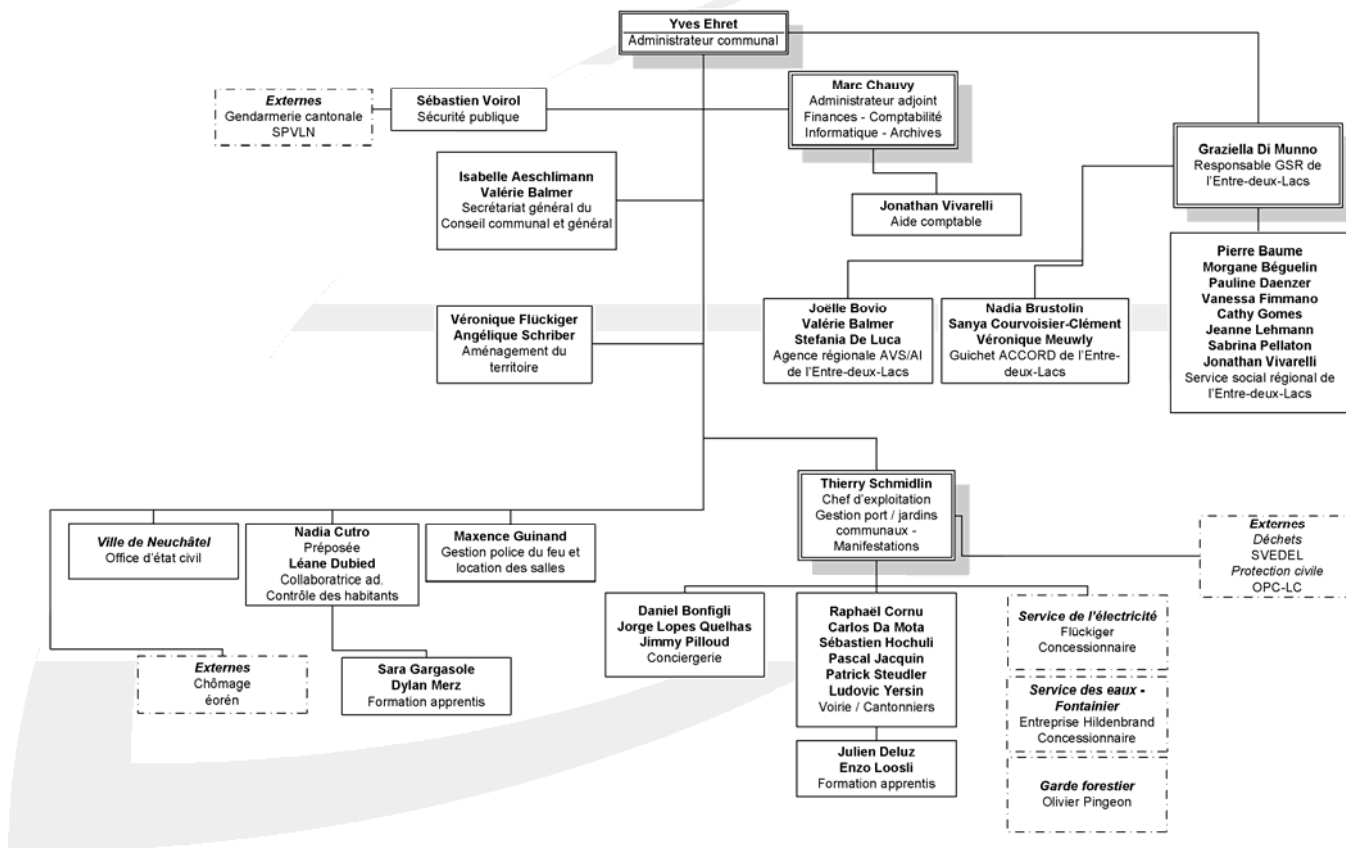 Yves Ehret
Administrateur communal
Externes
Gendarmerie cantonale
SPVLN
Sébastien Voirol
Sécurité publique
Marc Chauvy
Administrateur adjoint
Finances - Comptabilité
Informatique - Archives
Graziella Di Munno
Responsable GSR de
l'Entre-deux-Lacs
Isabelle Aeschlimann
Valérie Balmer
Secrétariat général du
Conseil communal et général
Jonathan Vivarelli
Aide comptable
Pierre Baume
Morgane Béguelin
Pauline Daenzer
Vanessa Fimmano
Cathy Gomes
Jeanne Lehmann
Sabrina Pellaton
Jonathan Vivarelli
Service social régional de
l'Entre-deux-Lacs
Véronique Flückiger
Angélique Schriber
Aménagement du
territoire
Joëlle Bovio
Valérie Balmer
Stefania De Luca
Agence régionale AVS/AI
de l'Entre-deux-Lacs
Nadia Brustolin
Sanya Courvoisier-Clément
Véronique Meuwly
Guichet ACCORD de l'Entre-
deux-Lacs
Thierry Schmidlin
Chef d'exploitation
Gestion port / jardins
communaux -
Manifestations
Ville de Neuchâtel
Office d'état civil
Nadia Cutro
Préposée
Léane Dubied
Collaboratrice ad.
Contrôle des habitants
Maxence Guinand
Gestion police du feu et
location des salles
Externes
Déchets
SVEDEL
Protection civile
OPC-LC
Externes
Chômage
éorén
Sara Gargasole
Dylan Merz
Formation apprentis
Daniel Bonfigli
Jorge Lopes Quelhas
Jimmy Pilloud
Conciergerie
Raphaël Cornu
Carlos Da Mota
Sébastien Hochuli
Pascal Jacquin
Patrick Steudler
Ludovic Yersin
Voirie / Cantonniers
Service de l'électricité
Flückiger
Concessionnaire
Service des eaux -
Fontainier
Entreprise Hildenbrand
Concessionnaire
Julien Deluz
Enzo Loosli
Formation apprentis
Garde forestier
Olivier Pingeon